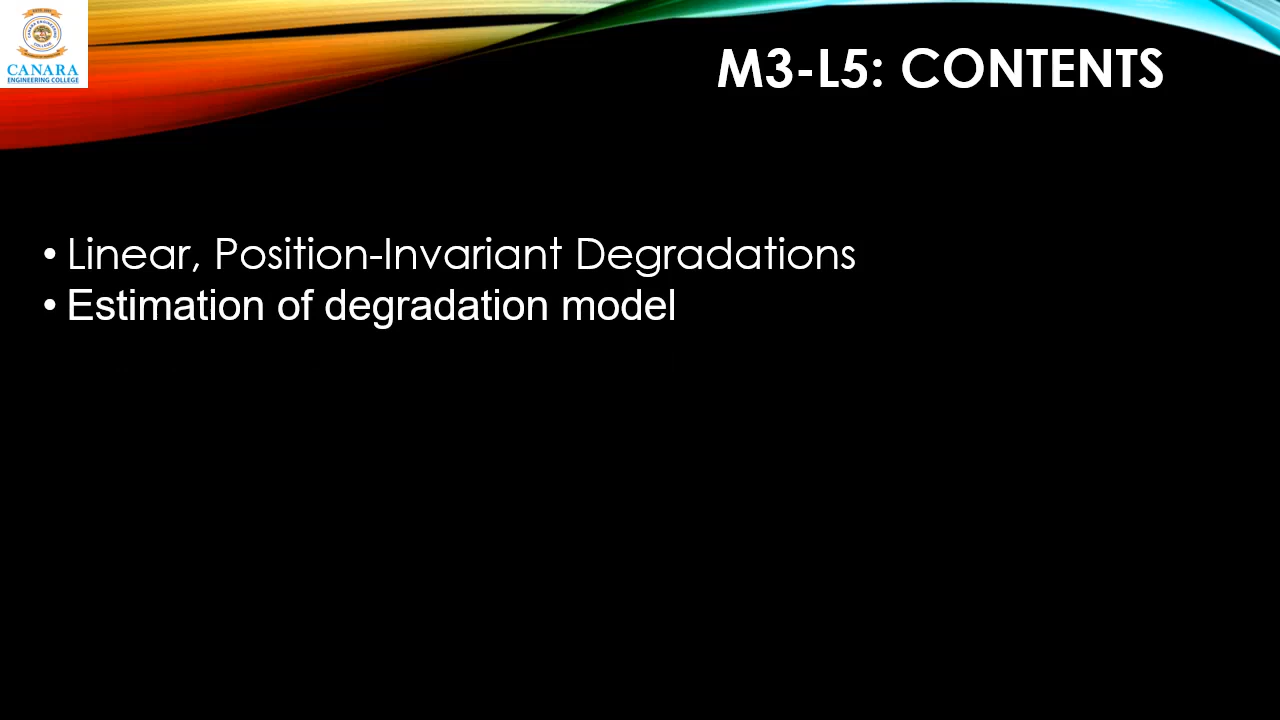 CANARA
ENGINEERING COLLEGE
M3-L5: CONTENTS
• Linear, Position-Invariant Degradations
• Estimation of degradation model